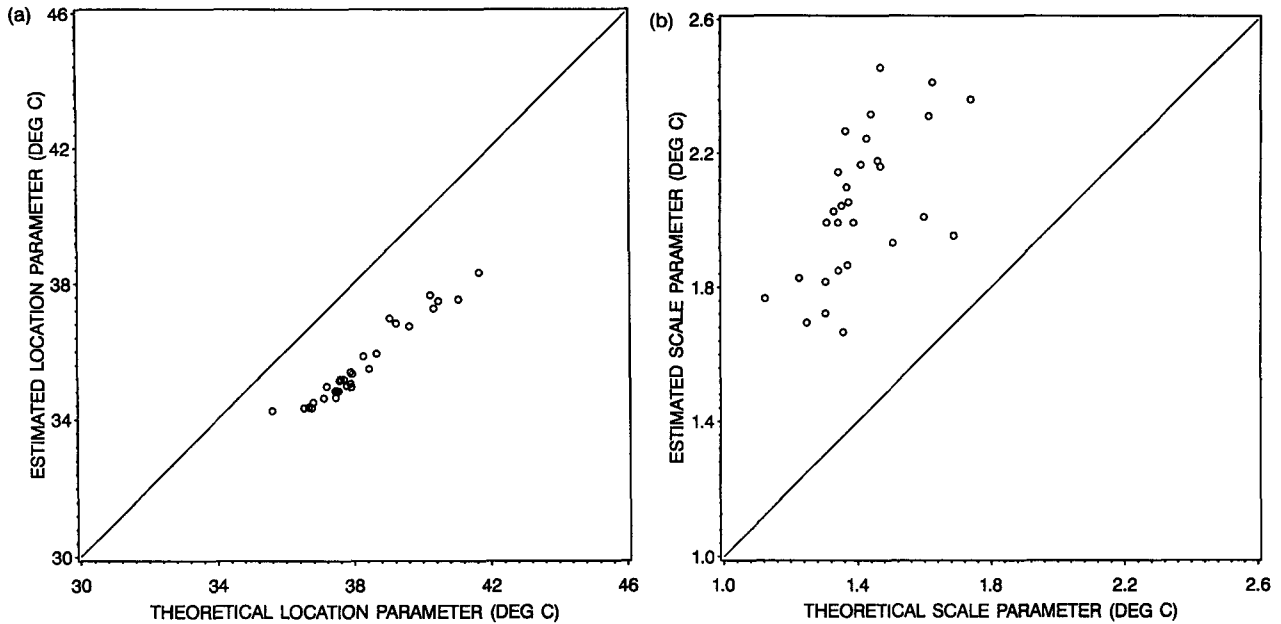 (a)
46
42
38
34
30
ESTIMATED LOCATION PARAMETER (DEG C)
30 34 38 42 46
THEORETICAL LOCATION PARAMETER (DEG C)
(b)
2.6
2.2
1.8
1.4
1.0
ESTIMATED SCALE PARAMETER (DEG C)
1.0 1.4 1.8 2.2 2.6
THEORETICAL SCALE PARAMETER (DEG C)